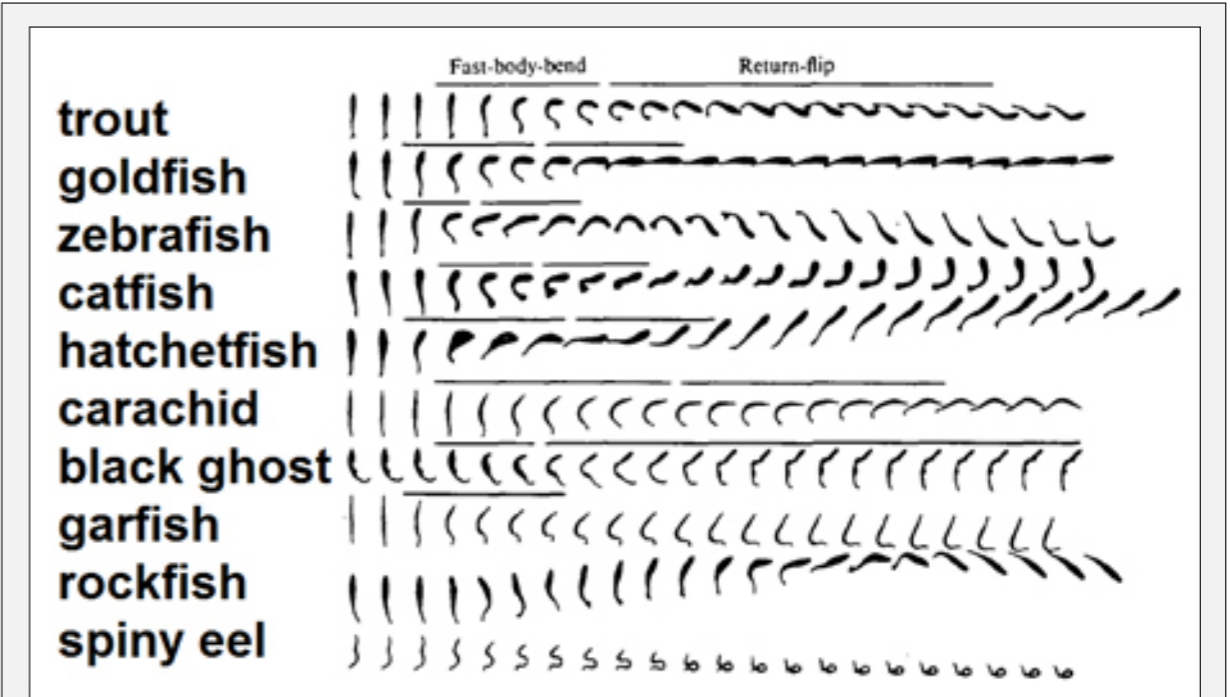 Fast-body-bend Return-flip
trout
goldfish
zebrafish
catfish
hatchetfish
carachid
black ghost
garfish
rockfish
spiny eel